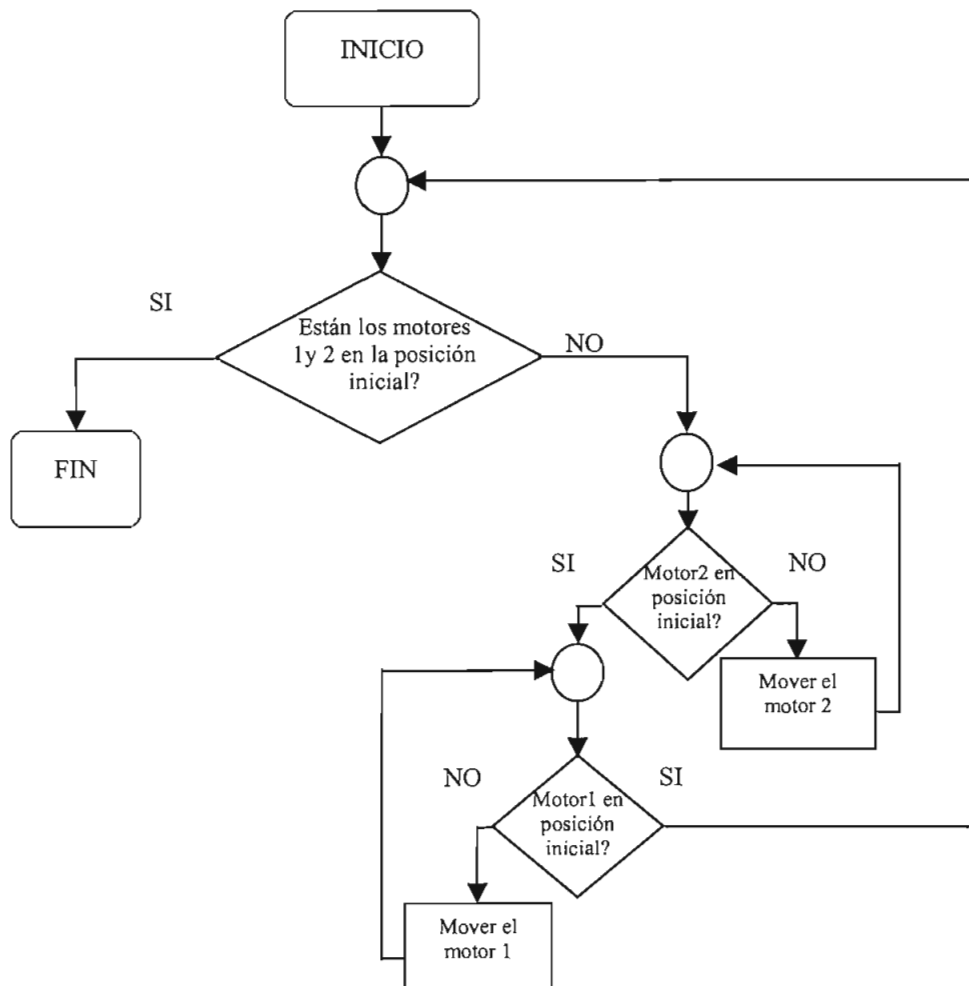 INICIO
SI
Están los motores
1y 2 en la posición
inicial?
NO
FIN
SI
Motor2 en
posición
inicial?
NO
Mover el
motor 2
NO
Motor1 en
posición
inicial?
SI
Mover el
motor 1